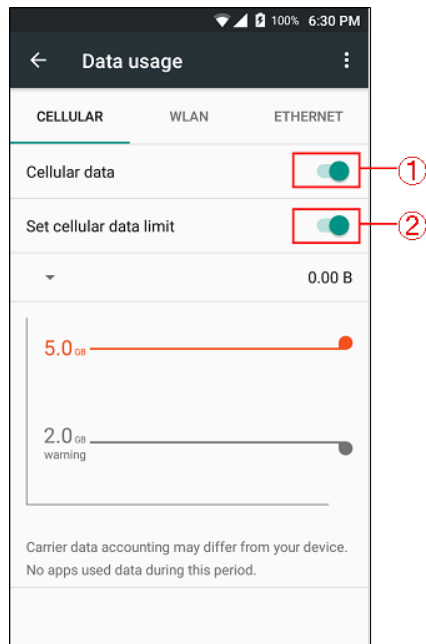 100% 6:30 PM
Data usage
CELLULAR WLAN ETHERNET
Cellular data ①
Set cellular data limit ②
0.00 B
5.0 GB
2.0 GB
warning
Carrier data accounting may differ from your device.
No apps used data during this period.